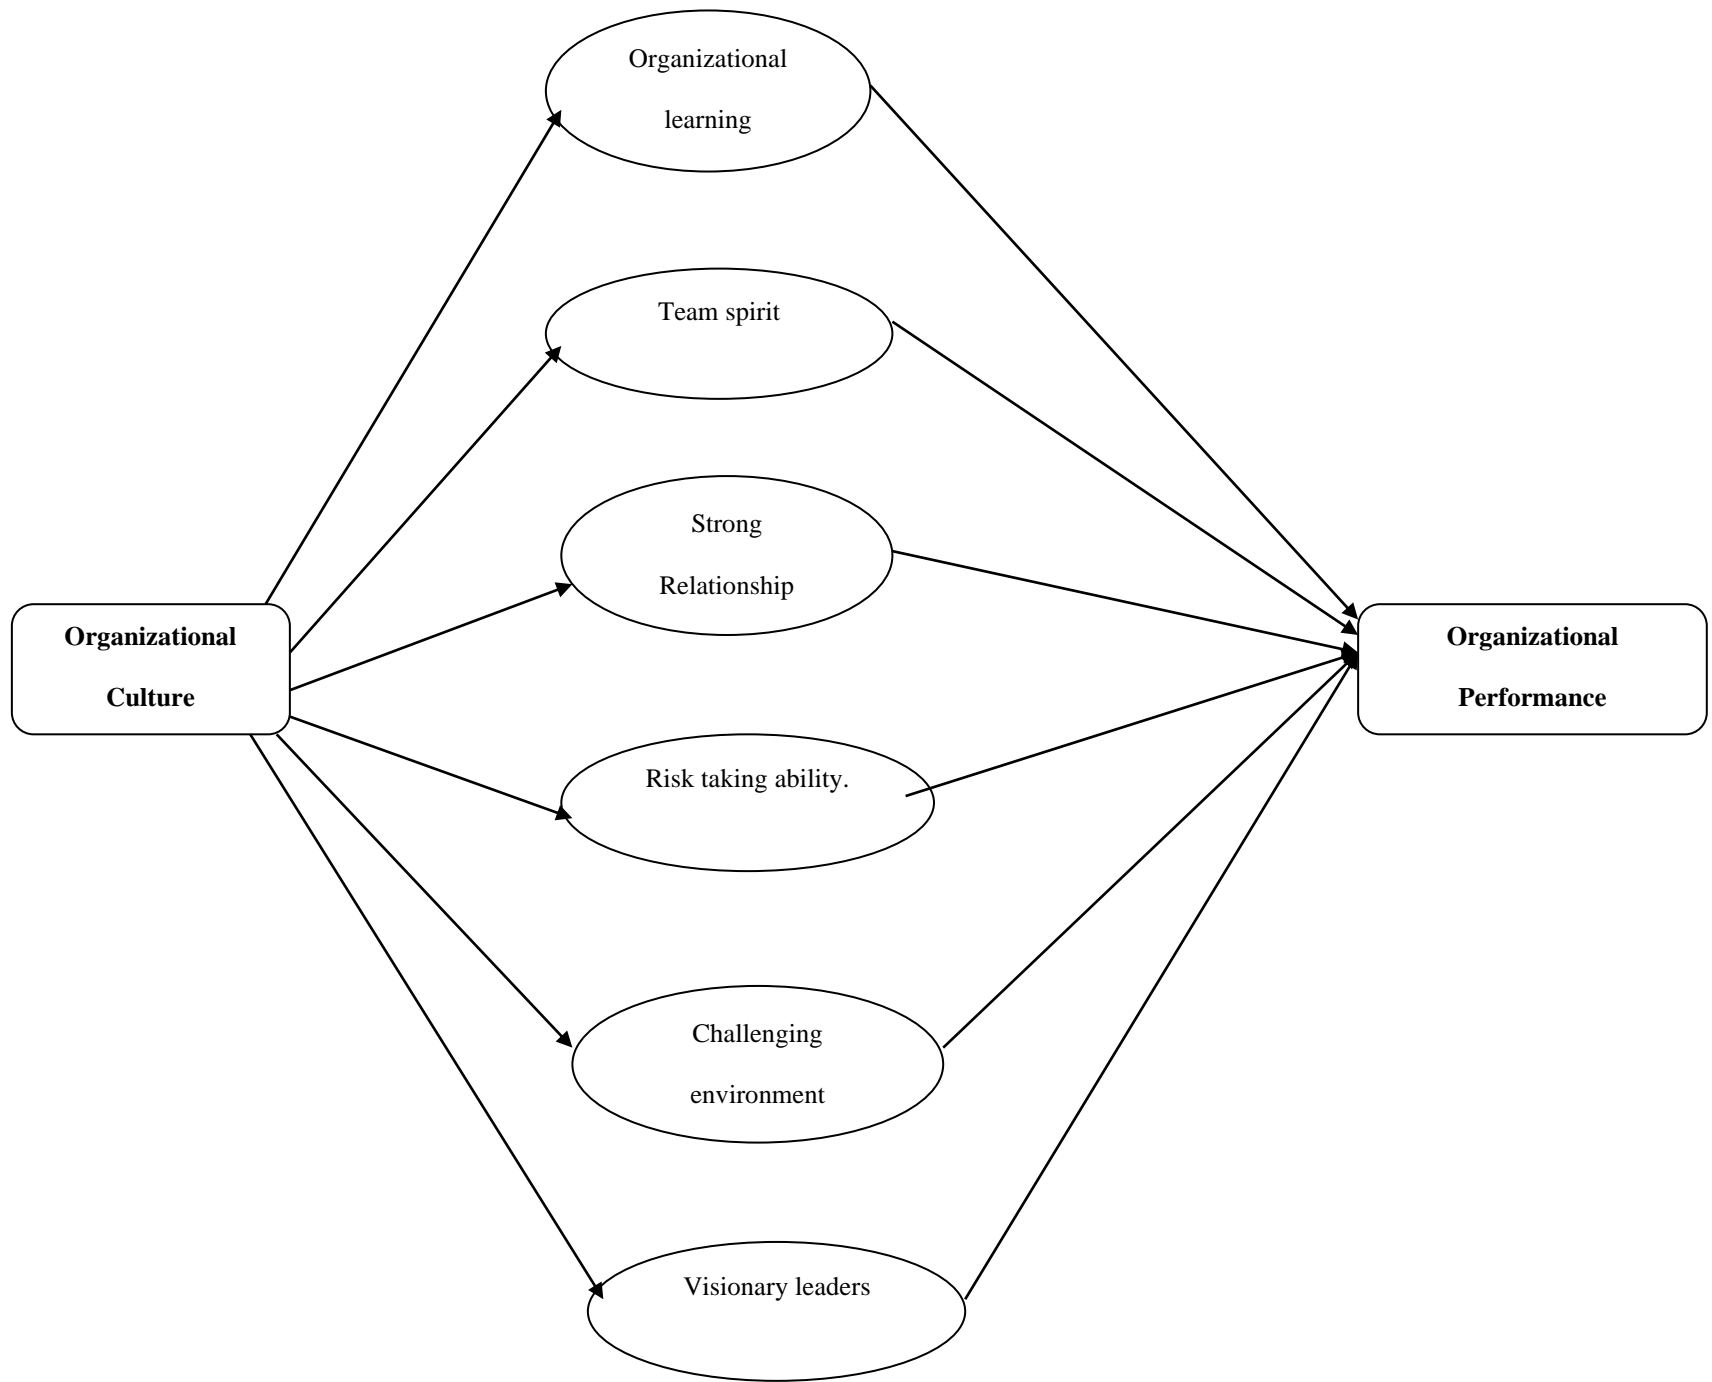 Organizational
learning
Team spirit
Strong
Relationship
Organizational
Culture
Organizational
Performance
Risk taking ability.
Challenging
environment
Visionary leaders